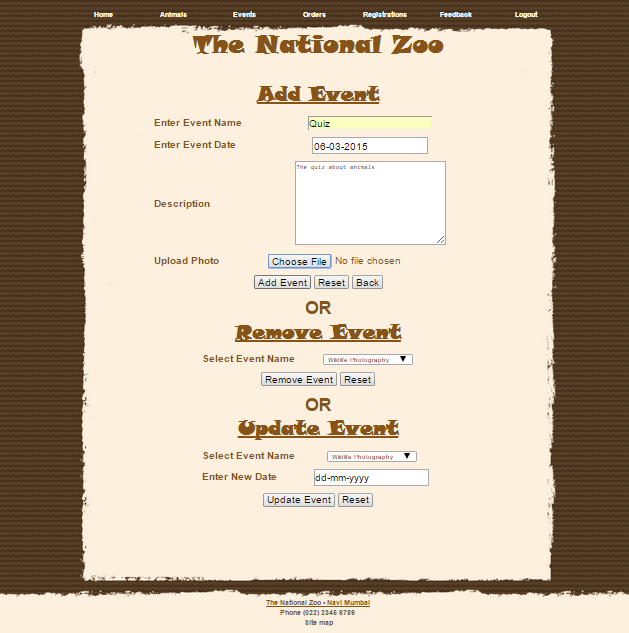 Home Animals Events Orders Registrations Feedback Logout
The National Zoo
Add Event
Enter Event Name Quiz
Enter Event Date 06-03-2015
The quiz about animals
Description
Upload Photo Choose File No file chosen
Add Event Reset Back
OR
Remove Event
Select Event Name Wildlife Photography
Remove Event Reset
OR
Update Event
Select Event Name Wildlife Photography
Enter New Date dd-mm-yyyy
Update Event Reset
The National Zoo - Navi Mumbai
Phone (022) 2345 6789
Site map